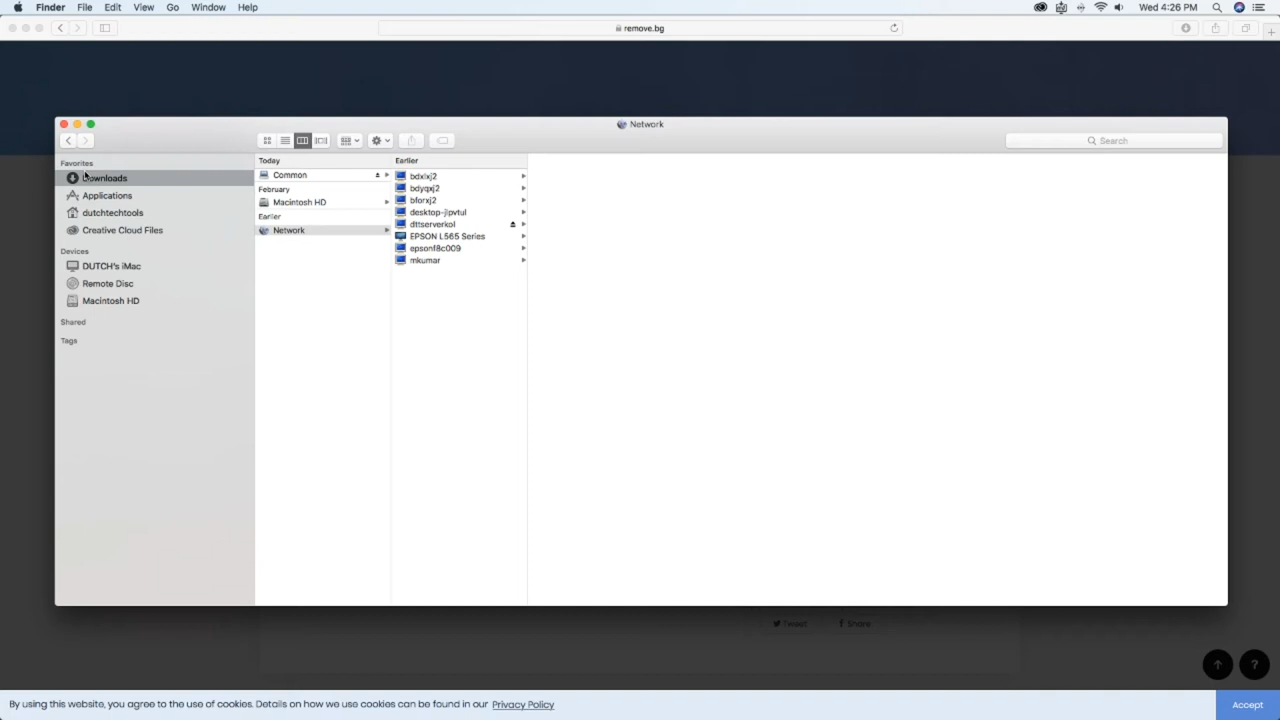 Finder File Edit View Go Window Help Wed 4:26 PM
remove.bg
Network
Search
Favorites
Downloads
Applications
dutchtechtools
Creative Cloud Files
Devices
DUTCH's iMac
Remote Disc
Macintosh HD
Shared
Tags
Today
Common
February
Macintosh HD
Earlier
Network
Earlier
bdxlxj2
bdyqxj2
bforxj2
desktop-jlpvtul
dttserverkol
EPSON L565 Series
epsonf8c009
mkumar
Tweet Share
?
By using this website, you agree to the use of cookies. Details on how we use cookies can be found in our Privacy Policy
Accept